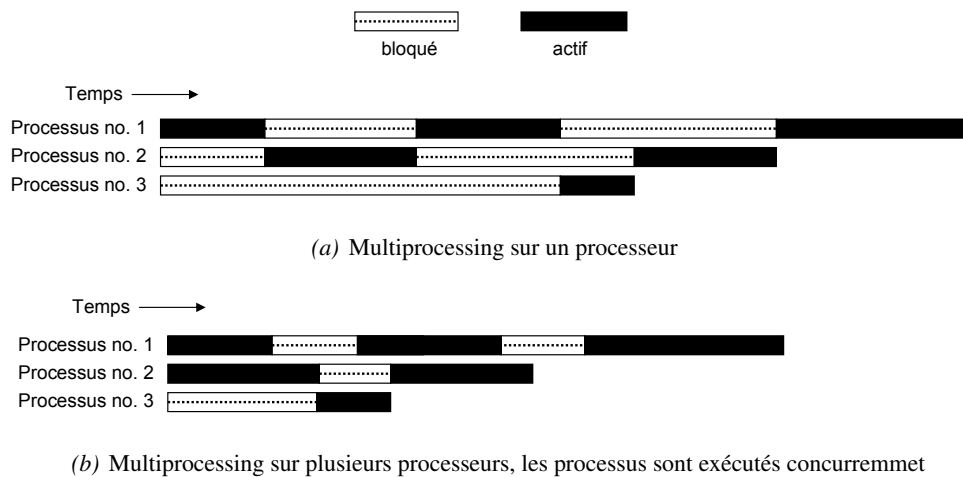 bloqué actif
Temps
Processus no. 1
Processus no. 2
Processus no. 3
(a) Multiprocessing sur un processeur
Temps
Processus no. 1
Processus no. 2
Processus no. 3
(b) Multiprocessing sur plusieurs processeurs, les processus sont exécutés concurremmet